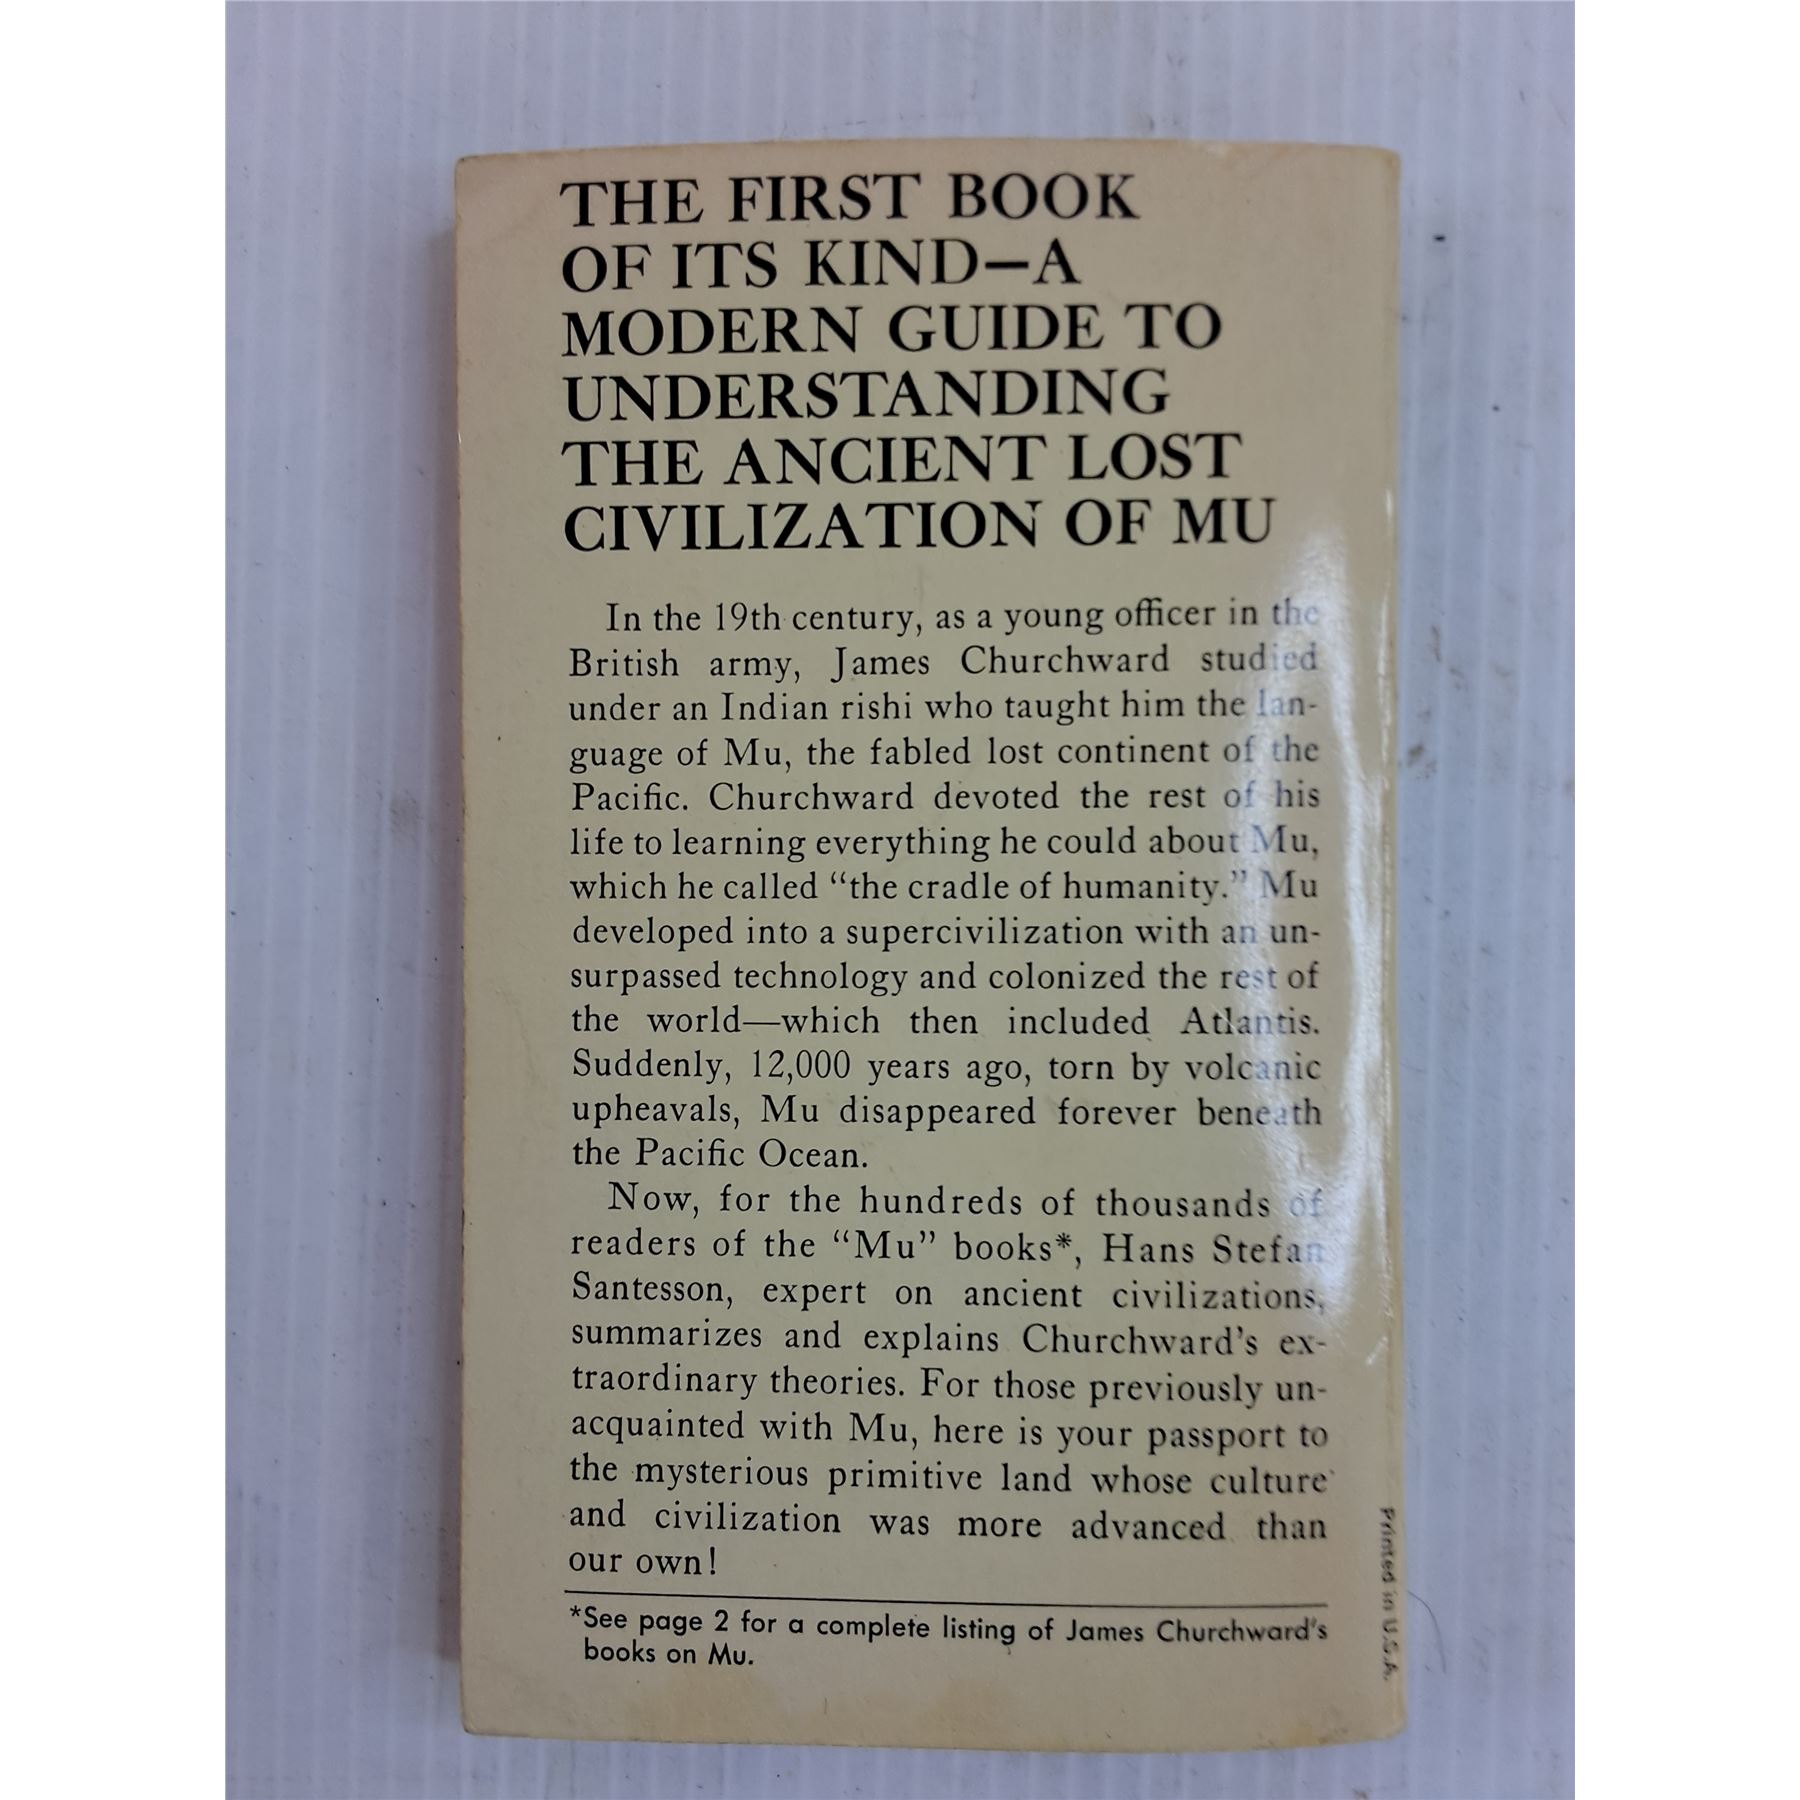 THE FIRST BOOK
OF ITS KIND—A
MODERN GUIDE TO
UNDERSTANDING
THE ANCIENT LOST
CIVILIZATION OF MU
In the 19th century, as a young officer in the
British army, James Churchward studied
under an Indian rishi who taught him the lan-
guage of Mu, the fabled lost continent of the
Pacific. Churchward devoted the rest of his
life to learning everything he could about Mu,
which he called “the cradle of humanity.” Mu
developed into a supercivilization with an un-
surpassed technology and colonized the rest of
the world—which then included Atlantis.
Suddenly, 12,000 years ago, torn by volcanic
upheavals, Mu disappeared forever beneath
the Pacific Ocean.
Now, for the hundreds of thousands of
readers of the “Mu” books*, Hans Stefan
Santesson, expert on ancient civilizations,
summarizes and explains Churchward’s ex-
traordinary theories. For those previously un-
acquainted with Mu, here is your passport to
the mysterious primitive land whose culture
and civilization was more advanced than
our own!
*See page 2 for a complete listing of James Churchward's
books on Mu.
Printed in U.S.A.